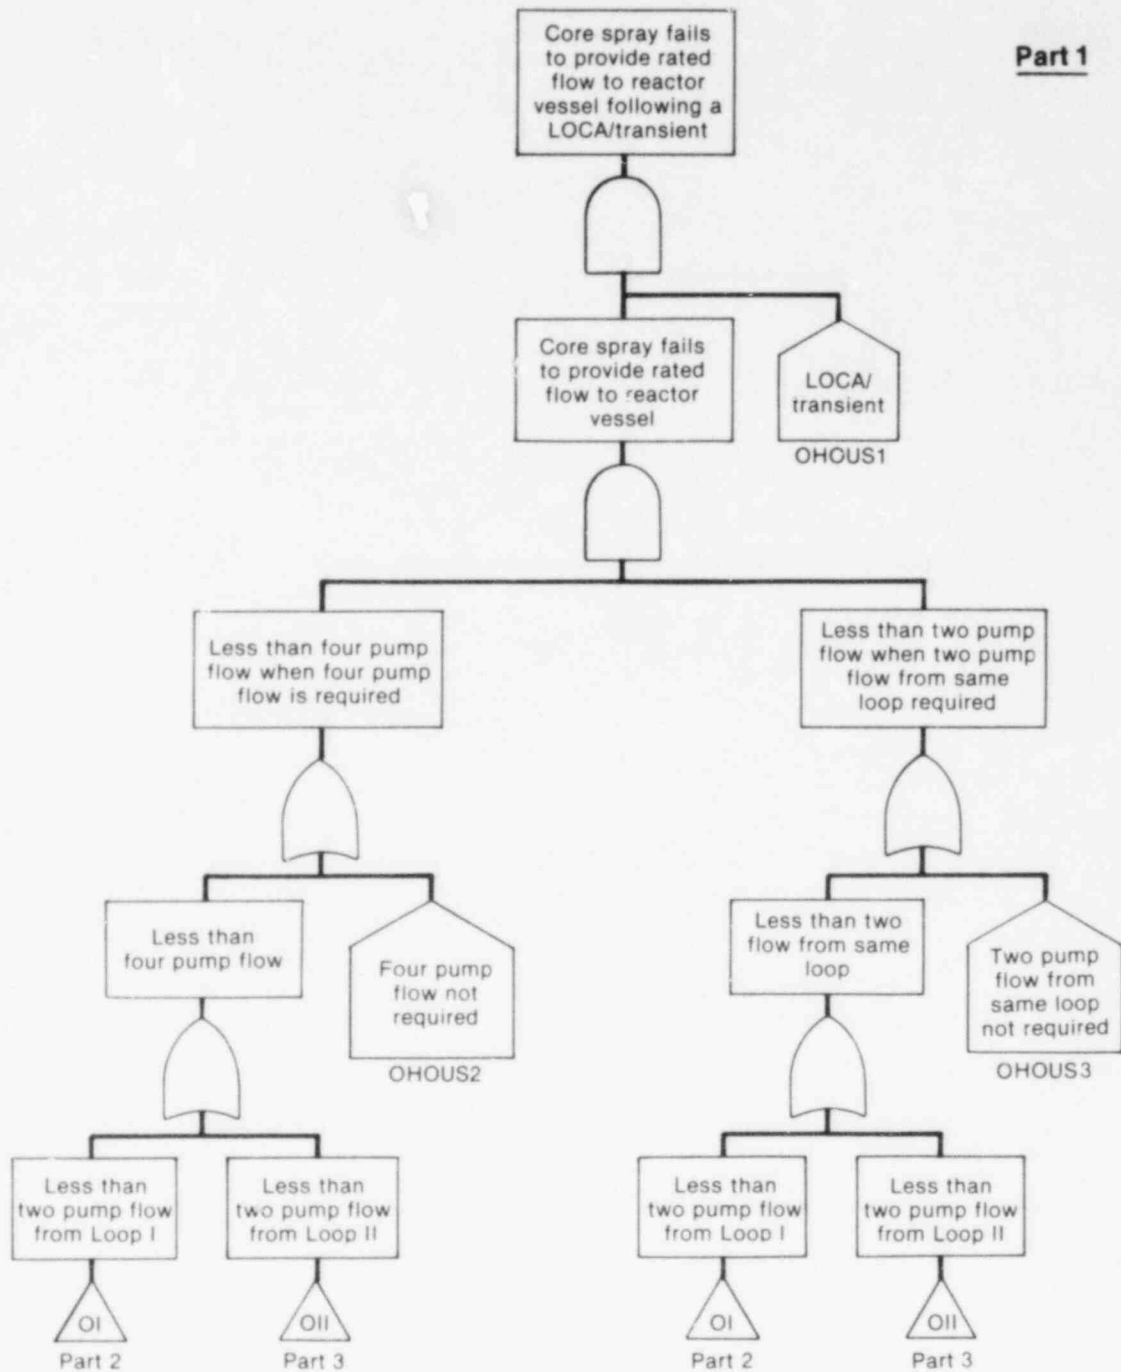 Part 1
Core spray fails
to provide rated
flow to reactor
vessel following a
LOCA/transient
Core spray fails
to provide rated
flow to reactor
vessel
LOCA/
transient
OHOUS1
Less than four pump
flow when four pump
flow is required
Less than two pump
flow when two pump
flow from same
loop required
Less than
four pump flow
Four pump
flow not
required
OHOUS2
Less than two
flow from same
loop
Two pump
flow from
same loop
not required
OHOUS3
Less than
two pump flow
from Loop I
Less than
two pump flow
from Loop II
Less than
two pump flow
from Loop I
Less than
two pump flow
from Loop II
OI
OII
OI
OII
Part 2
Part 3
Part 2
Part 3